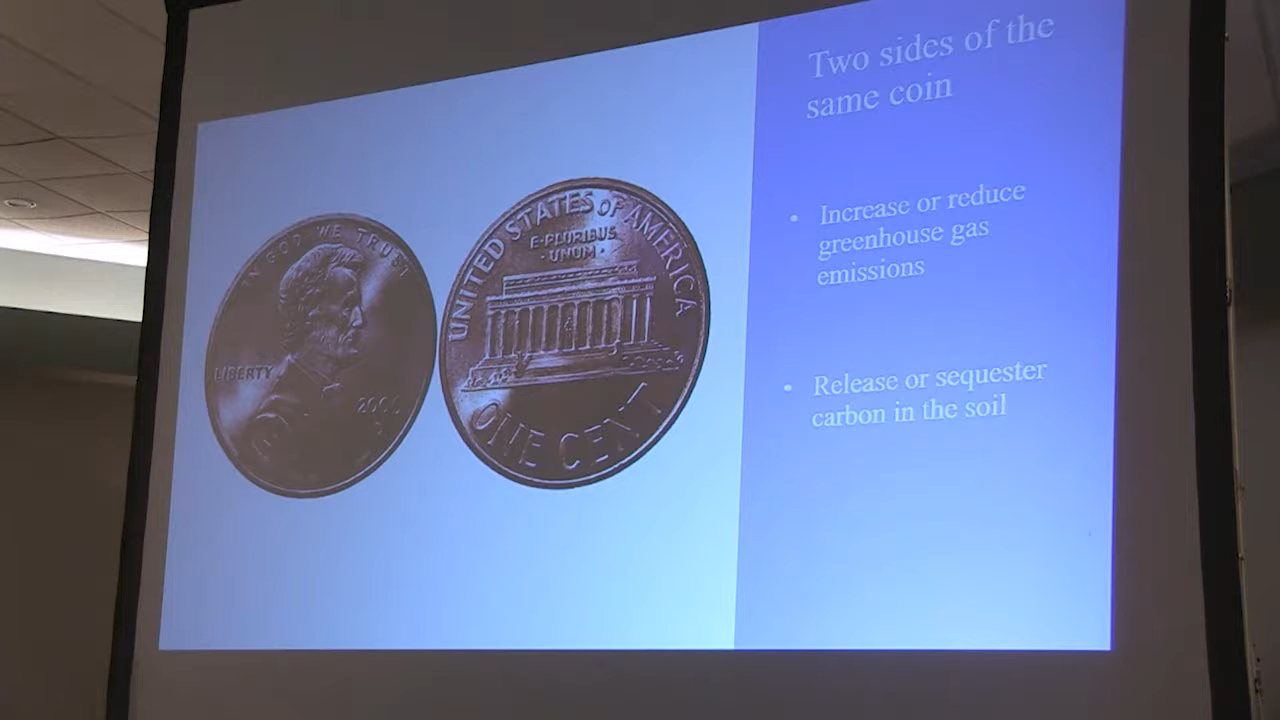 Two sides of the
same coin
Increase or reduce
greenhouse gas
emissions
Release or sequester
carbon in the soil
IN GOD WE TRUST
LIBERTY
UNITED STATES OF AMERICA
E·PLURIBUS
·UNUM·
ONE CENT